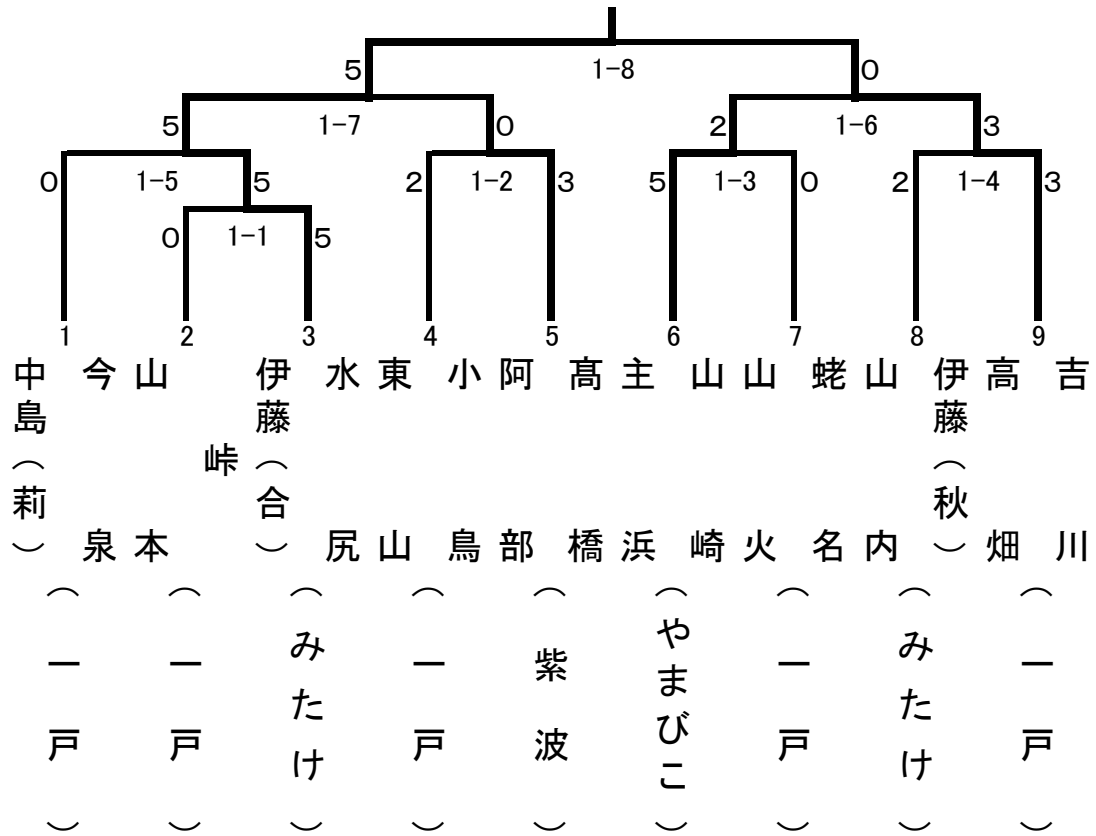 1-8
5
0
1-7
1-6
5
0
2
3
1-5
1-2
1-3
1-4
0
5
2
3
5
0
2
3
1-1
0
5
1
2
3
4
5
6
7
8
9
中島（莉）
今泉
（一戸）
山本
峠
（一戸）
伊藤（合）
水尻
（みたけ）
東山
小鳥
（一戸）
阿部
髙橋
（紫波）
主浜
山崎
（やまびこ）
山火
蛯名
（一戸）
山内
伊藤（秋）
（みたけ）
高畑
吉川
（一戸）